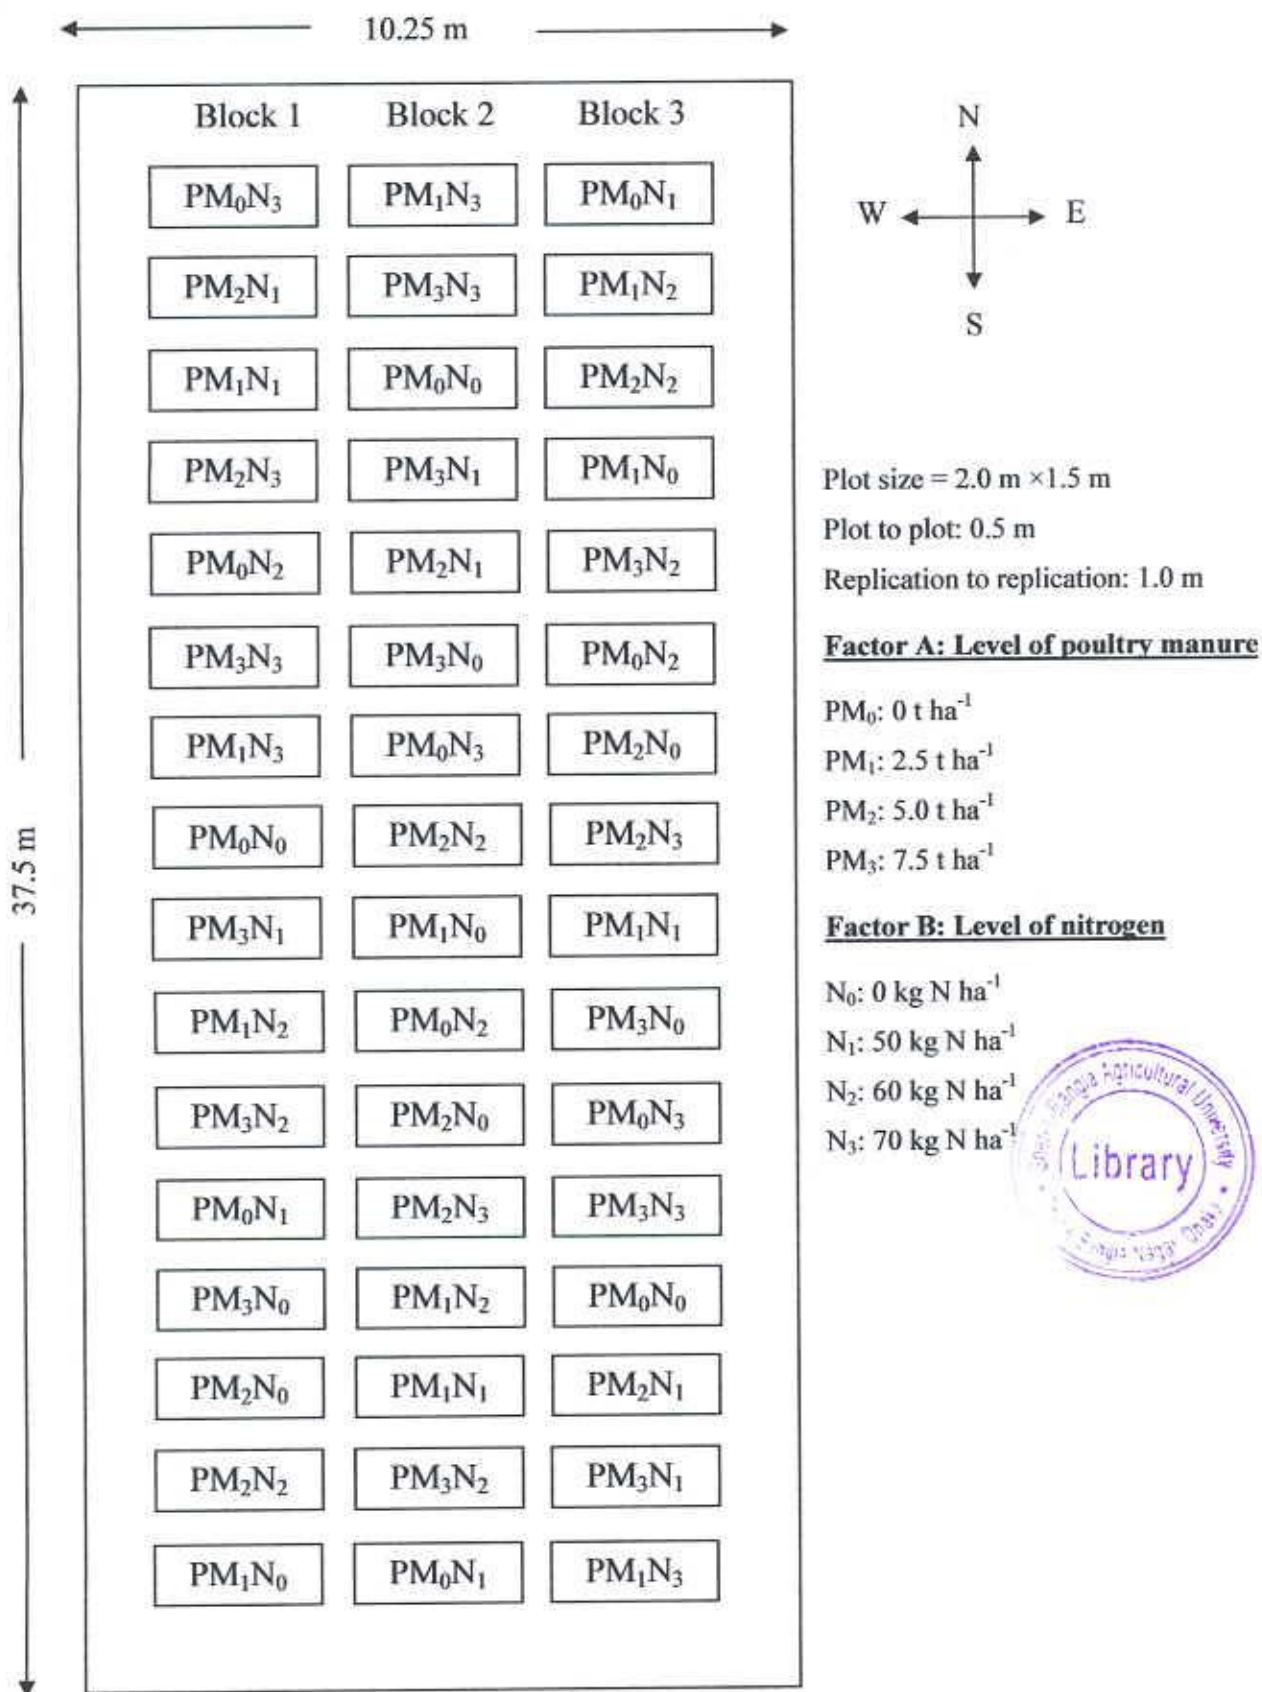 10.25 m
37.5 m
Block 1 Block 2 Block 3
PM₀N₃ PM₁N₃ PM₀N₁
PM₂N₁ PM₃N₃ PM₁N₂
PM₁N₁ PM₀N₀ PM₂N₂
PM₂N₃ PM₃N₁ PM₁N₀
PM₀N₂ PM₂N₁ PM₃N₂
PM₃N₃ PM₃N₀ PM₀N₂
PM₁N₃ PM₀N₃ PM₂N₀
PM₀N₀ PM₂N₂ PM₂N₃
PM₃N₁ PM₁N₀ PM₁N₁
PM₁N₂ PM₀N₂ PM₃N₀
PM₃N₂ PM₂N₀ PM₀N₃
PM₀N₁ PM₂N₃ PM₃N₃
PM₃N₀ PM₁N₂ PM₀N₀
PM₂N₀ PM₁N₁ PM₂N₁
PM₂N₂ PM₃N₂ PM₃N₁
PM₁N₀ PM₀N₁ PM₁N₃
N
W E
S
Plot size = 2.0 m ×1.5 m
Plot to plot: 0.5 m
Replication to replication: 1.0 m
Factor A: Level of poultry manure
PM₀: 0 t ha⁻¹
PM₁: 2.5 t ha⁻¹
PM₂: 5.0 t ha⁻¹
PM₃: 7.5 t ha⁻¹
Factor B: Level of nitrogen
N₀: 0 kg N ha⁻¹
N₁: 50 kg N ha⁻¹
N₂: 60 kg N ha⁻¹
N₃: 70 kg N ha⁻¹
Agricultural University
Library
Nagar